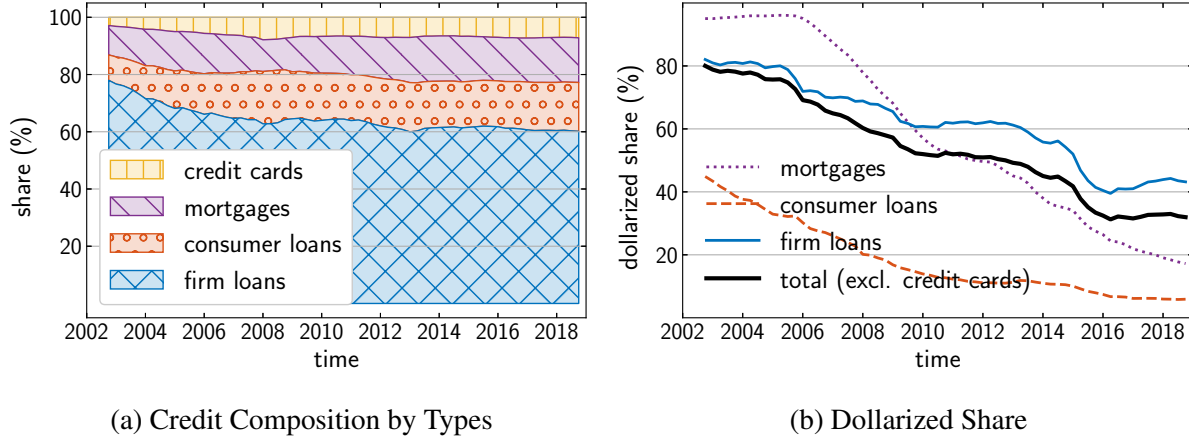 100
80
60
40
20
share (%)
credit cards
mortgages
consumer loans
firm loans
2002 2004 2006 2008 2010 2012 2014 2016 2018
time
(a) Credit Composition by Types
100
80
60
40
20
dollarized share (%)
mortgages
consumer loans
firm loans
total (excl. credit cards)
2002 2004 2006 2008 2010 2012 2014 2016 2018
time
(b) Dollarized Share